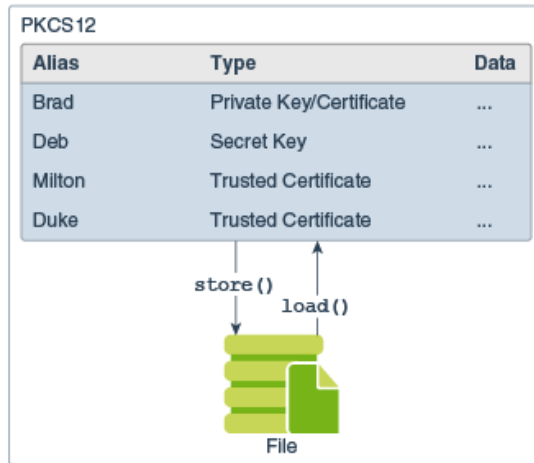 PKCS12
Alias Type Data
Brad Private Key/Certificate ...
Deb Secret Key ...
Milton Trusted Certificate ...
Duke Trusted Certificate ...
store()
load()
File